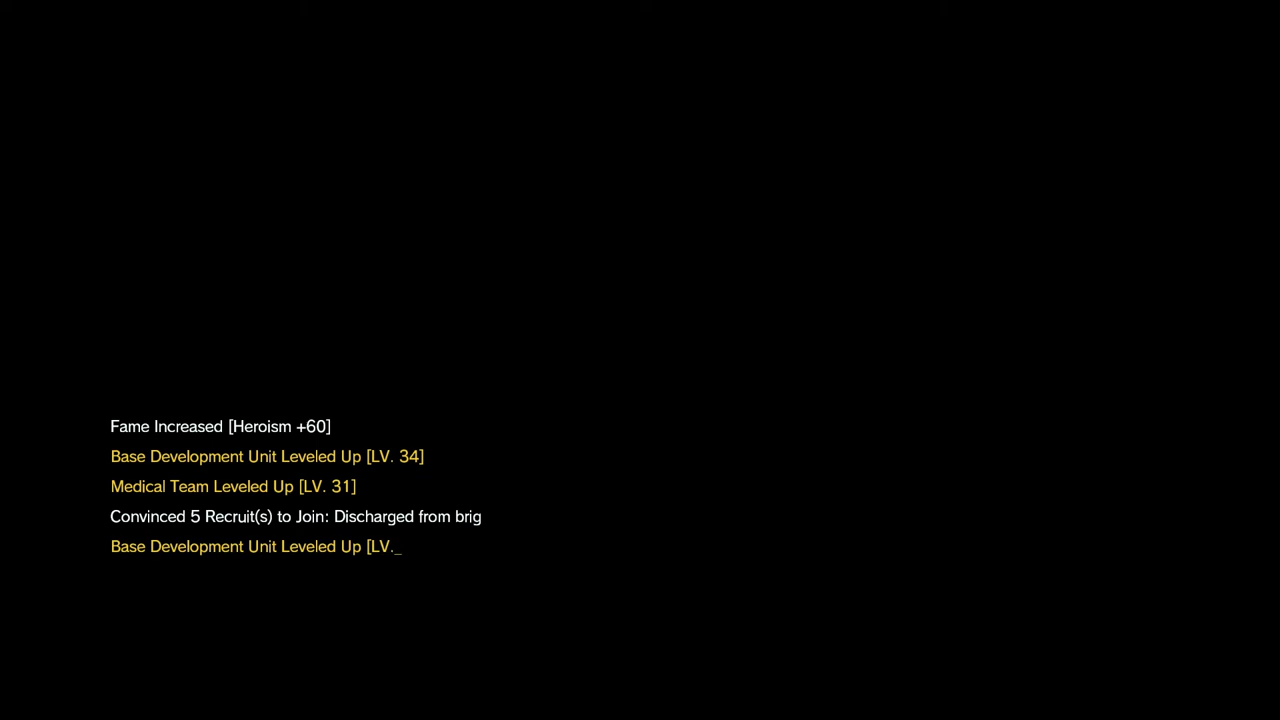 Fame Increased [Heroism +60]
Base Development Unit Leveled Up [LV. 34]
Medical Team Leveled Up [LV. 31]
Convinced 5 Recruit(s) to Join: Discharged from brig
Base Development Unit Leveled Up [LV._